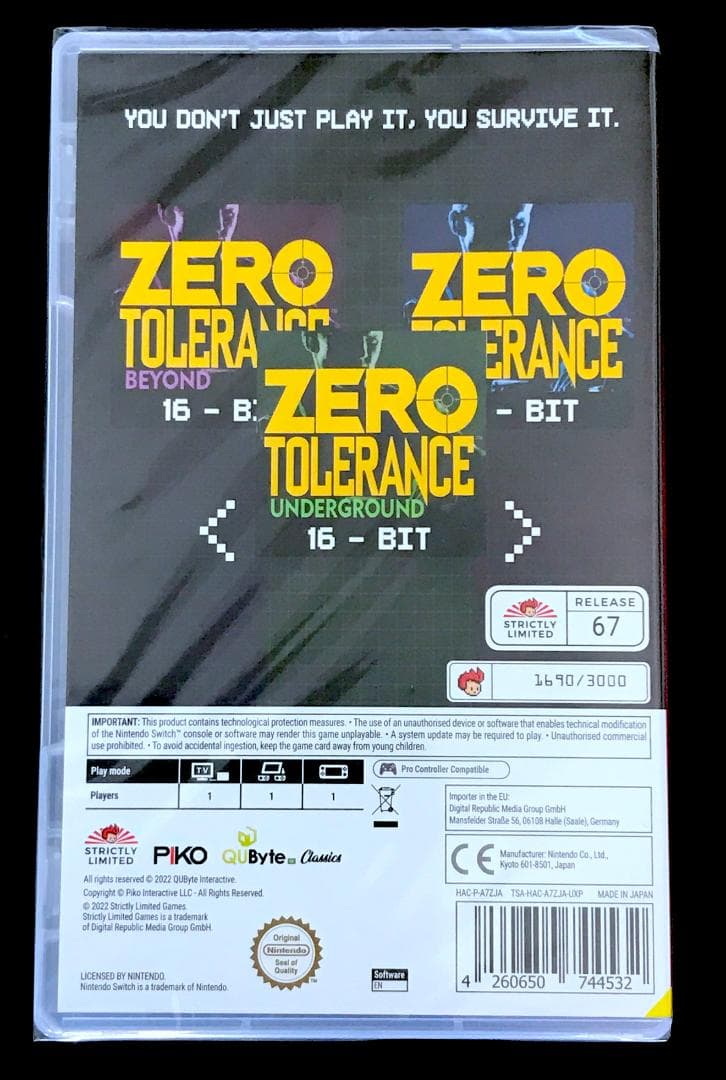 YOU DON'T JUST PLAY IT, YOU SURVIVE IT.
ZERO
TOLERANCE
BEYOND
16 - B
ZERO
TOLERANCE
- BIT
ZERO
TOLERANCE
UNDERGROUND
16 - BIT
STRICTLY
LIMITED
RELEASE
67
1690/3000
IMPORTANT: This product contains technological protection measures. • The use of an unauthorised device or software that enables technical modification
of the Nintendo Switch™ console or software may render this game unplayable. • A system update may be required to play. • Unauthorised commercial
use prohibited. • To avoid accidental ingestion, keep the game card away from young children.
Play mode
TV
Players 1 1 1
Pro Controller Compatible
Importer in the EU:
Digital Republic Media Group GmbH
Mansfelder Straße 56, 06108 Halle (Saale), Germany
STRICTLY
LIMITED
PIKO
QUByte Classics
CE
Manufacturer: Nintendo Co., Ltd.,
Kyoto 601-8501, Japan
All rights reserved © 2022 QUByte Interactive.
Copyright © Piko Interactive LLC - All Rights Reserved.
© 2022 Strictly Limited Games.
Strictly Limited Games is a trademark
of Digital Republic Media Group GmbH.
HAC-P-A7ZJA TSA-HAC-A7ZJA-UXP MADE IN JAPAN
Original
Nintendo
Seal of
Quality
TM
LICENSED BY NINTENDO.
Nintendo Switch is a trademark of Nintendo.
Software
EN
4 260650 744532